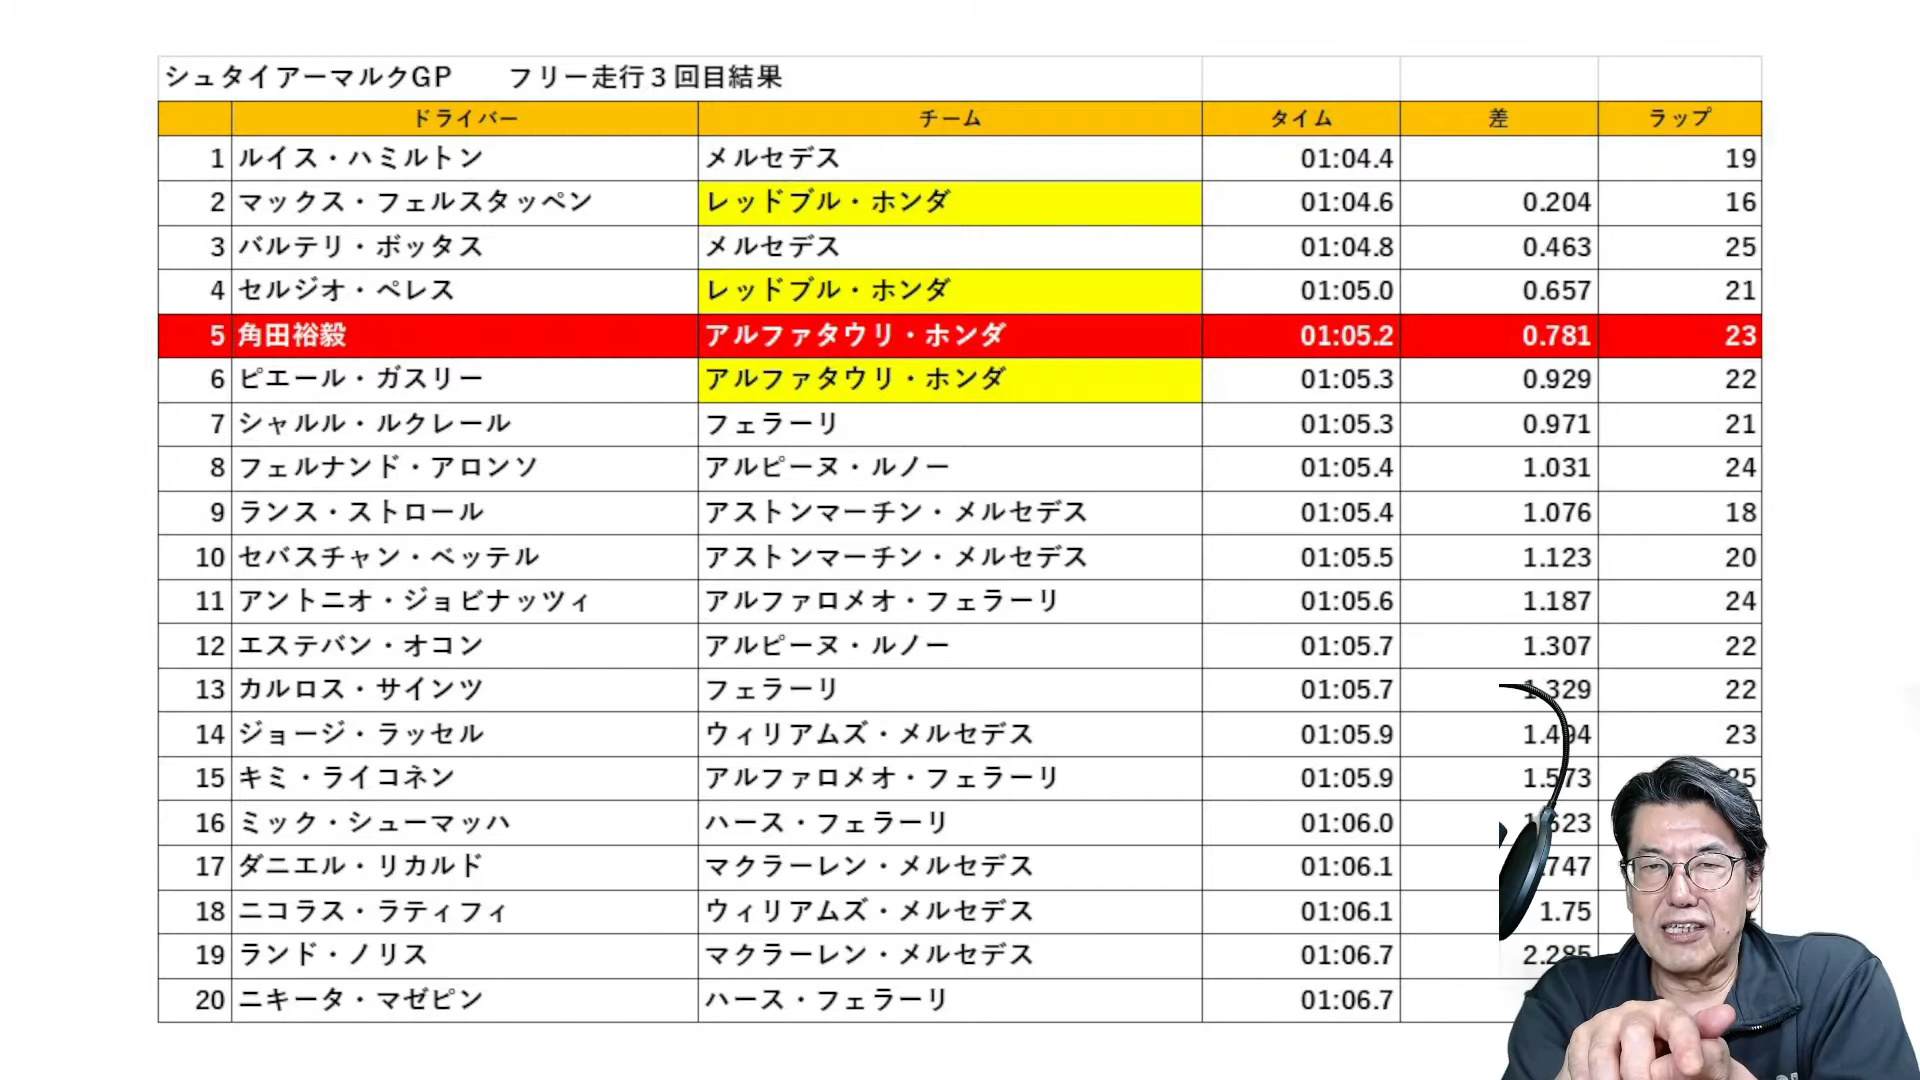 シュタイアーマルクGP フリー走行３回目結果
ドライバー チーム タイム 差 ラップ
1 ルイス・ハミルトン メルセデス 01:04.4 19
2 マックス・フェルスタッペン レッドブル・ホンダ 01:04.6 0.204 16
3 バルテリ・ボッタス メルセデス 01:04.8 0.463 25
4 セルジオ・ペレス レッドブル・ホンダ 01:05.0 0.657 21
5 角田裕毅 アルファタウリ・ホンダ 01:05.2 0.781 23
6 ピエール・ガスリー アルファタウリ・ホンダ 01:05.3 0.929 22
7 シャルル・ルクレール フェラーリ 01:05.3 0.971 21
8 フェルナンド・アロンソ アルピーヌ・ルノー 01:05.4 1.031 24
9 ランス・ストロール アストンマーチン・メルセデス 01:05.4 1.076 18
10 セバスチャン・ベッテル アストンマーチン・メルセデス 01:05.5 1.123 20
11 アントニオ・ジョビナッツィ アルファロメオ・フェラーリ 01:05.6 1.187 24
12 エステバン・オコン アルピーヌ・ルノー 01:05.7 1.307 22
13 カルロス・サインツ フェラーリ 01:05.7 1.329 22
14 ジョージ・ラッセル ウィリアムズ・メルセデス 01:05.9 1.494 23
15 キミ・ライコネン アルファロメオ・フェラーリ 01:05.9 1.573
16 ミック・シューマッハ ハース・フェラーリ 01:06.0
17 ダニエル・リカルド マクラーレン・メルセデス 01:06.1
18 ニコラス・ラティフィ ウィリアムズ・メルセデス 01:06.1 1.75
19 ランド・ノリス マクラーレン・メルセデス 01:06.7 2.285
20 ニキータ・マゼピン ハース・フェラーリ 01:06.7